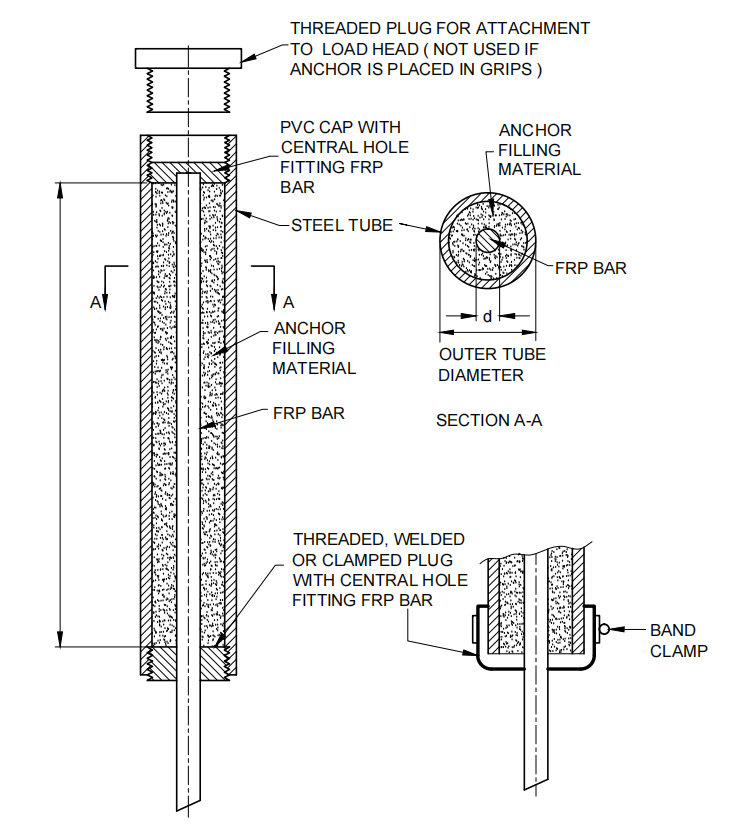 THREADED PLUG FOR ATTACHMENT
TO LOAD HEAD ( NOT USED IF
ANCHOR IS PLACED IN GRIPS )
PVC CAP WITH
CENTRAL HOLE
FITTING FRP
BAR
ANCHOR
FILLING
MATERIAL
STEEL TUBE
FRP BAR
A
A
d
ANCHOR
FILLING
MATERIAL
OUTER TUBE
DIAMETER
FRP BAR
SECTION A-A
THREADED, WELDED
OR CLAMPED PLUG
WITH CENTRAL HOLE
FITTING FRP BAR
BAND
CLAMP